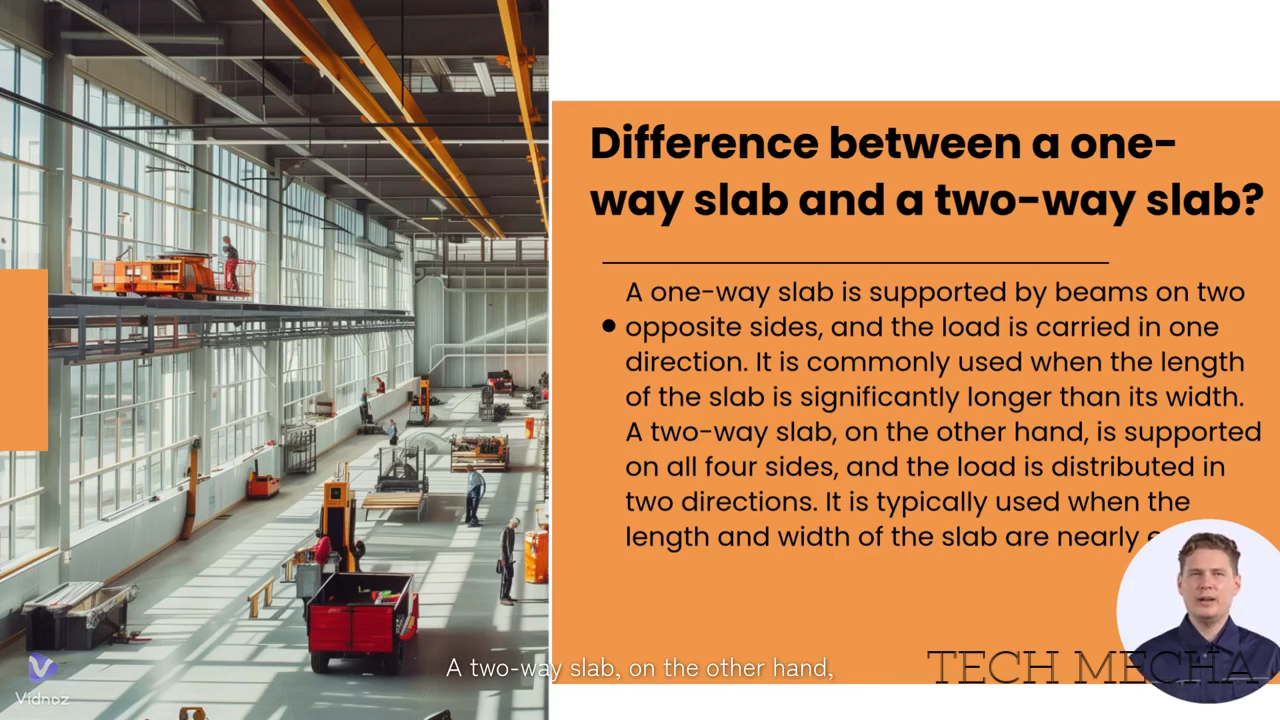 Difference between a one-
way slab and a two-way slab?
A one-way slab is supported by beams on two
opposite sides, and the load is carried in one
direction. It is commonly used when the length
of the slab is significantly longer than its width.
A two-way slab, on the other hand, is supported
on all four sides, and the load is distributed in
two directions. It is typically used when the
length and width of the slab are nearly
A two-way slab, on the other hand,
TECH MECHA
Vidnoz